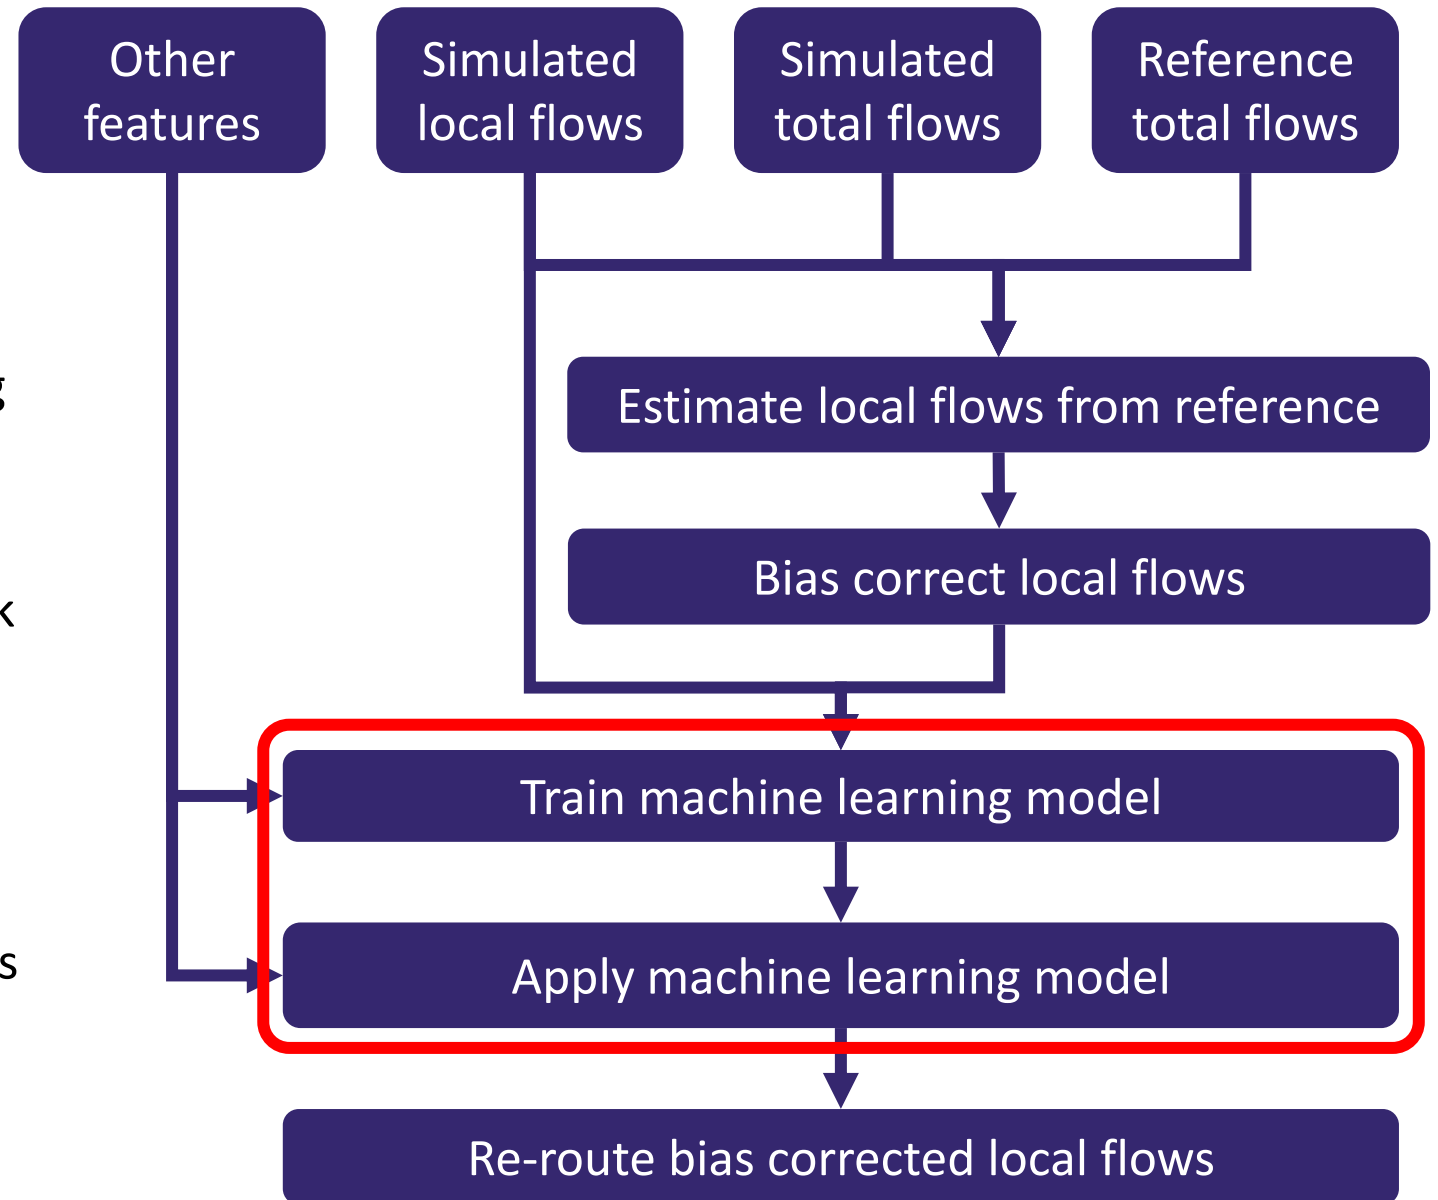 Other
features
Simulated
local flows
Simulated
total flows
Reference
total flows
Estimate local flows from reference
Bias correct local flows
Train machine learning model
Apply machine learning model
Re-route bias corrected local flows